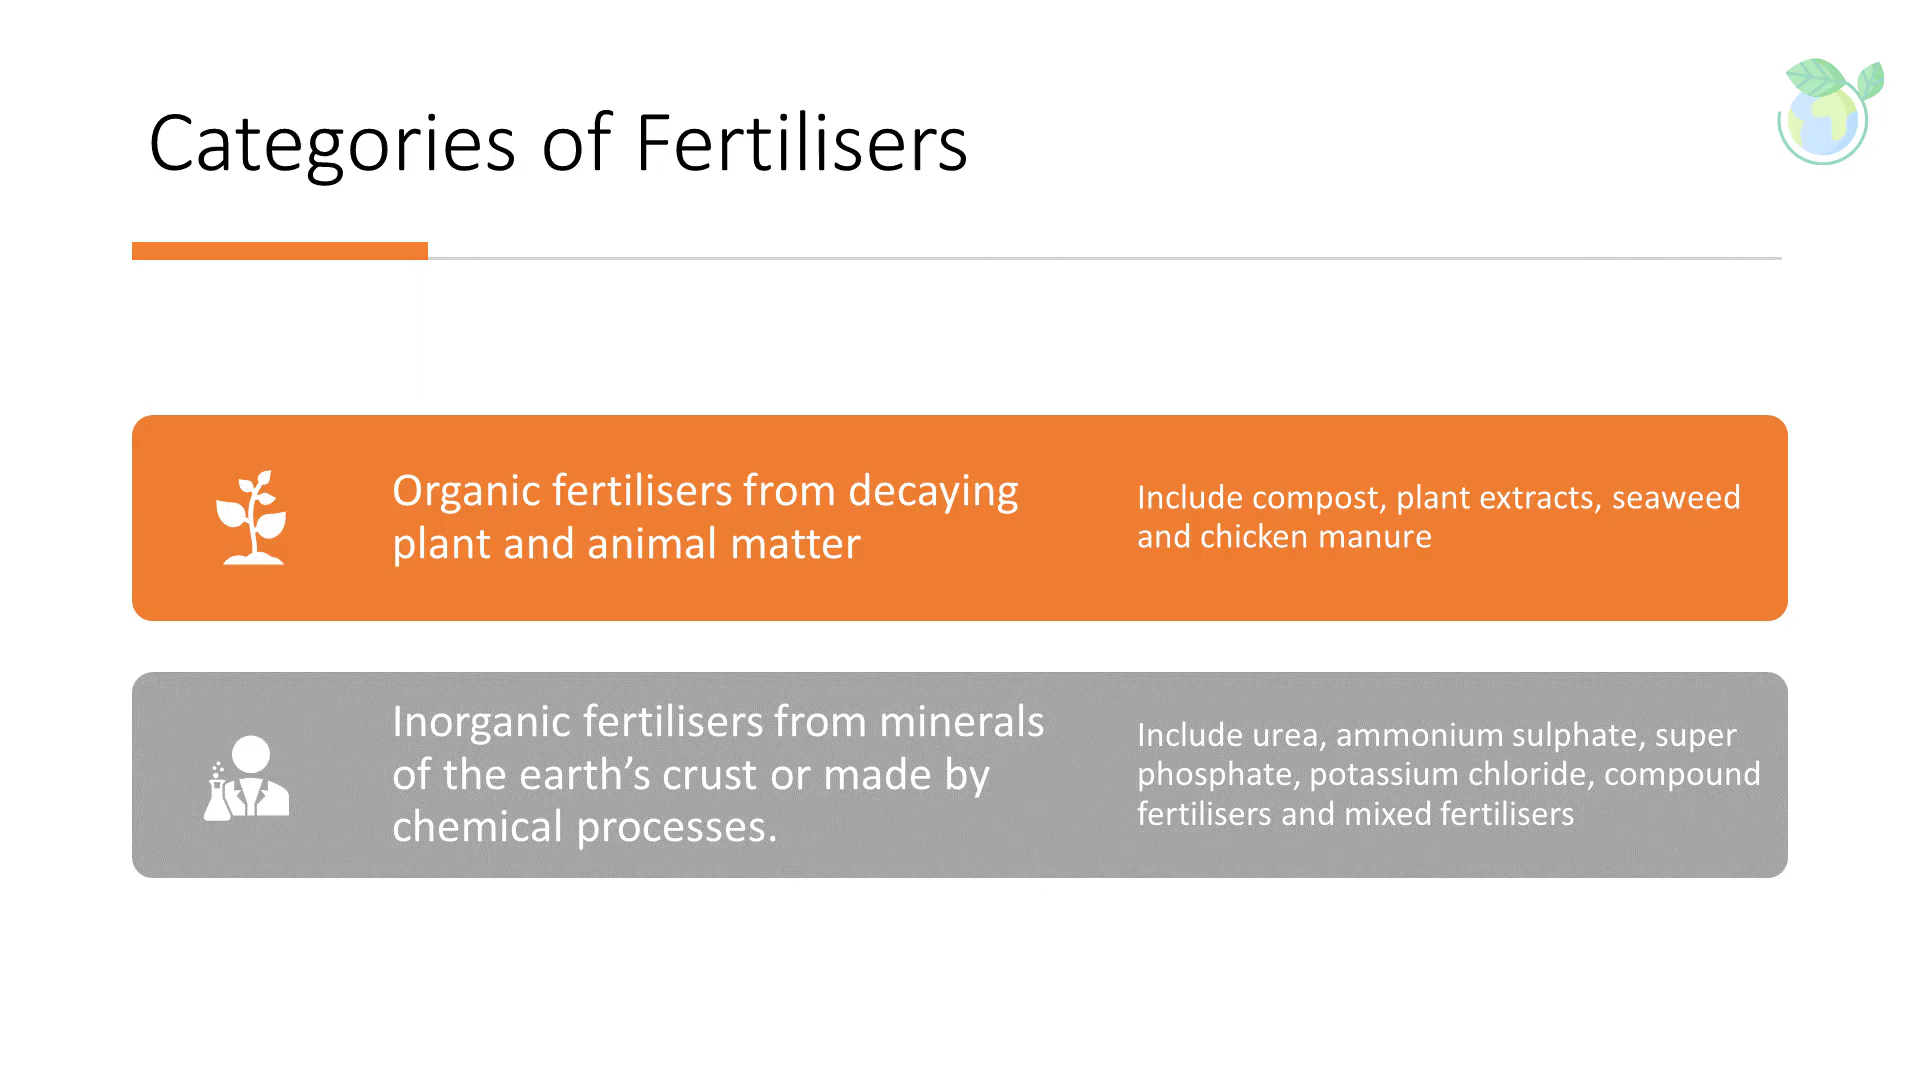 Categories of Fertilisers
Organic fertilisers from decaying
plant and animal matter
Include compost, plant extracts, seaweed
and chicken manure
Inorganic fertilisers from minerals
of the earth’s crust or made by
chemical processes.
Include urea, ammonium sulphate, super
phosphate, potassium chloride, compound
fertilisers and mixed fertilisers